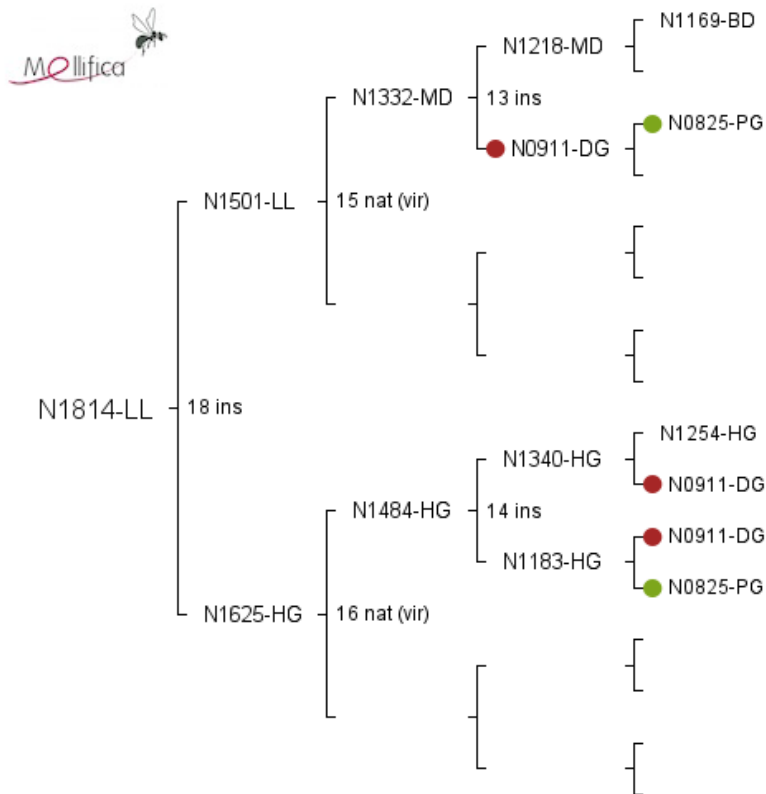 Mellifica
N1169-BD
N1218-MD
N1332-MD
13 ins
N0825-PG
N0911-DG
N1501-LL
15 nat (vir)
N1814-LL
18 ins
N1254-HG
N1340-HG
N0911-DG
N1484-HG
14 ins
N0911-DG
N1183-HG
N0825-PG
N1625-HG
16 nat (vir)